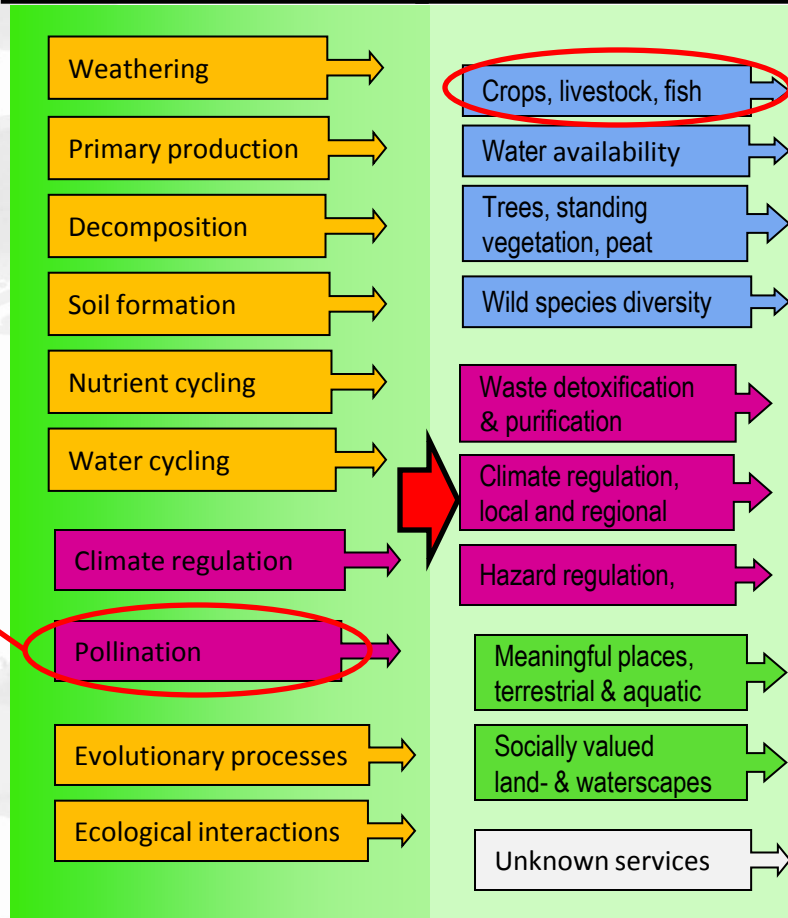 Weathering
Primary production
Decomposition
Soil formation
Nutrient cycling
Water cycling
Climate regulation
Pollination
Evolutionary processes
Ecological interactions
Crops, livestock, fish
Water availability
Trees, standing
vegetation, peat
Wild species diversity
Waste detoxification
& purification
Climate regulation,
local and regional
Hazard regulation,
Meaningful places,
terrestrial & aquatic
Socially valued
land- & waterscapes
Unknown services